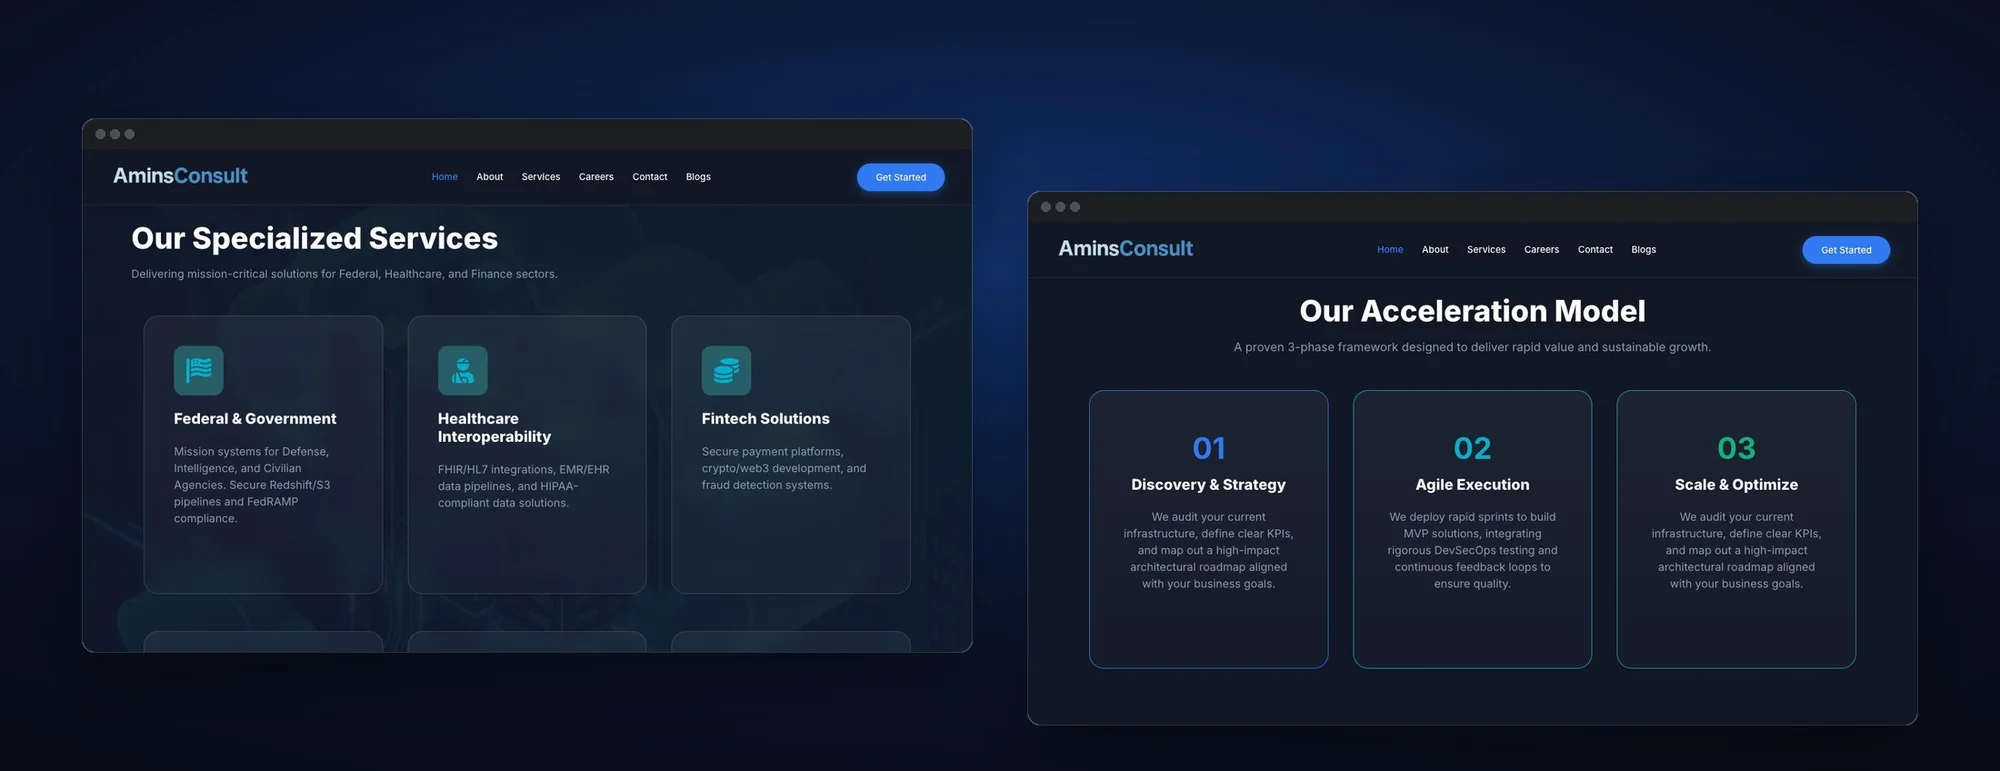 AminsConsult
Home About Services Careers Contact Blogs
Get Started
Our Specialized Services
Delivering mission-critical solutions for Federal, Healthcare, and Finance sectors.
Federal & Government
Mission systems for Defense,
Intelligence, and Civilian
Agencies. Secure Redshift/S3
pipelines and FedRAMP
compliance.
Healthcare
Interoperability
FHIR/HL7 integrations, EMR/EHR
data pipelines, and HIPAA-
compliant data solutions.
Fintech Solutions
Secure payment platforms,
crypto/web3 development, and
fraud detection systems.
AminsConsult
Home About Services Careers Contact Blogs
Get Started
Our Acceleration Model
A proven 3-phase framework designed to deliver rapid value and sustainable growth.
01
Discovery & Strategy
We audit your current
infrastructure, define clear KPIs,
and map out a high-impact
architectural roadmap aligned
with your business goals.
02
Agile Execution
We deploy rapid sprints to build
MVP solutions, integrating
rigorous DevSecOps testing and
continuous feedback loops to
ensure quality.
03
Scale & Optimize
We audit your current
infrastructure, define clear KPIs,
and map out a high-impact
architectural roadmap aligned
with your business goals.